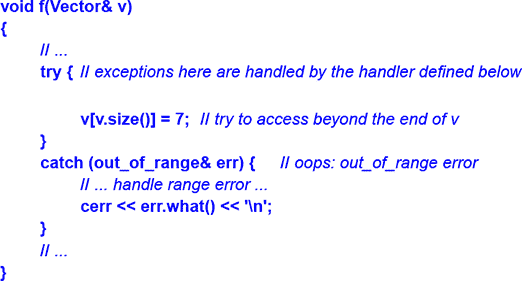 void f(Vector& v)
{
// ...
try { // exceptions here are handled by the handler defined below
v[v.size()] = 7; // try to access beyond the end of v
}
catch (out_of_range& err) { // oops: out_of_range error
// ... handle range error ...
cerr << err.what() << '\n';
}
// ...
}